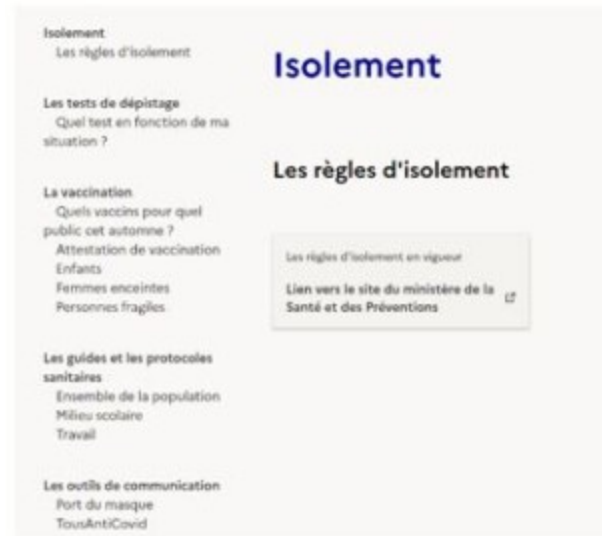 Isolement
Les règles d'isolement
Les tests de dépistage
Quel test en fonction de ma
situation ?
La vaccination
Quels vaccins pour quel
public cet automne ?
Attestation de vaccination
Enfants
Femmes enceintes
Personnes fragiles
Les guides et les protocoles
sanitaires
Ensemble de la population
Milieu scolaire
Travail
Les outils de communication
Port du masque
TousAntiCovid
Isolement
Les règles d'isolement
Les règles d'isolement en vigueur
Lien vers le site du ministère de la
Santé et des Préventions